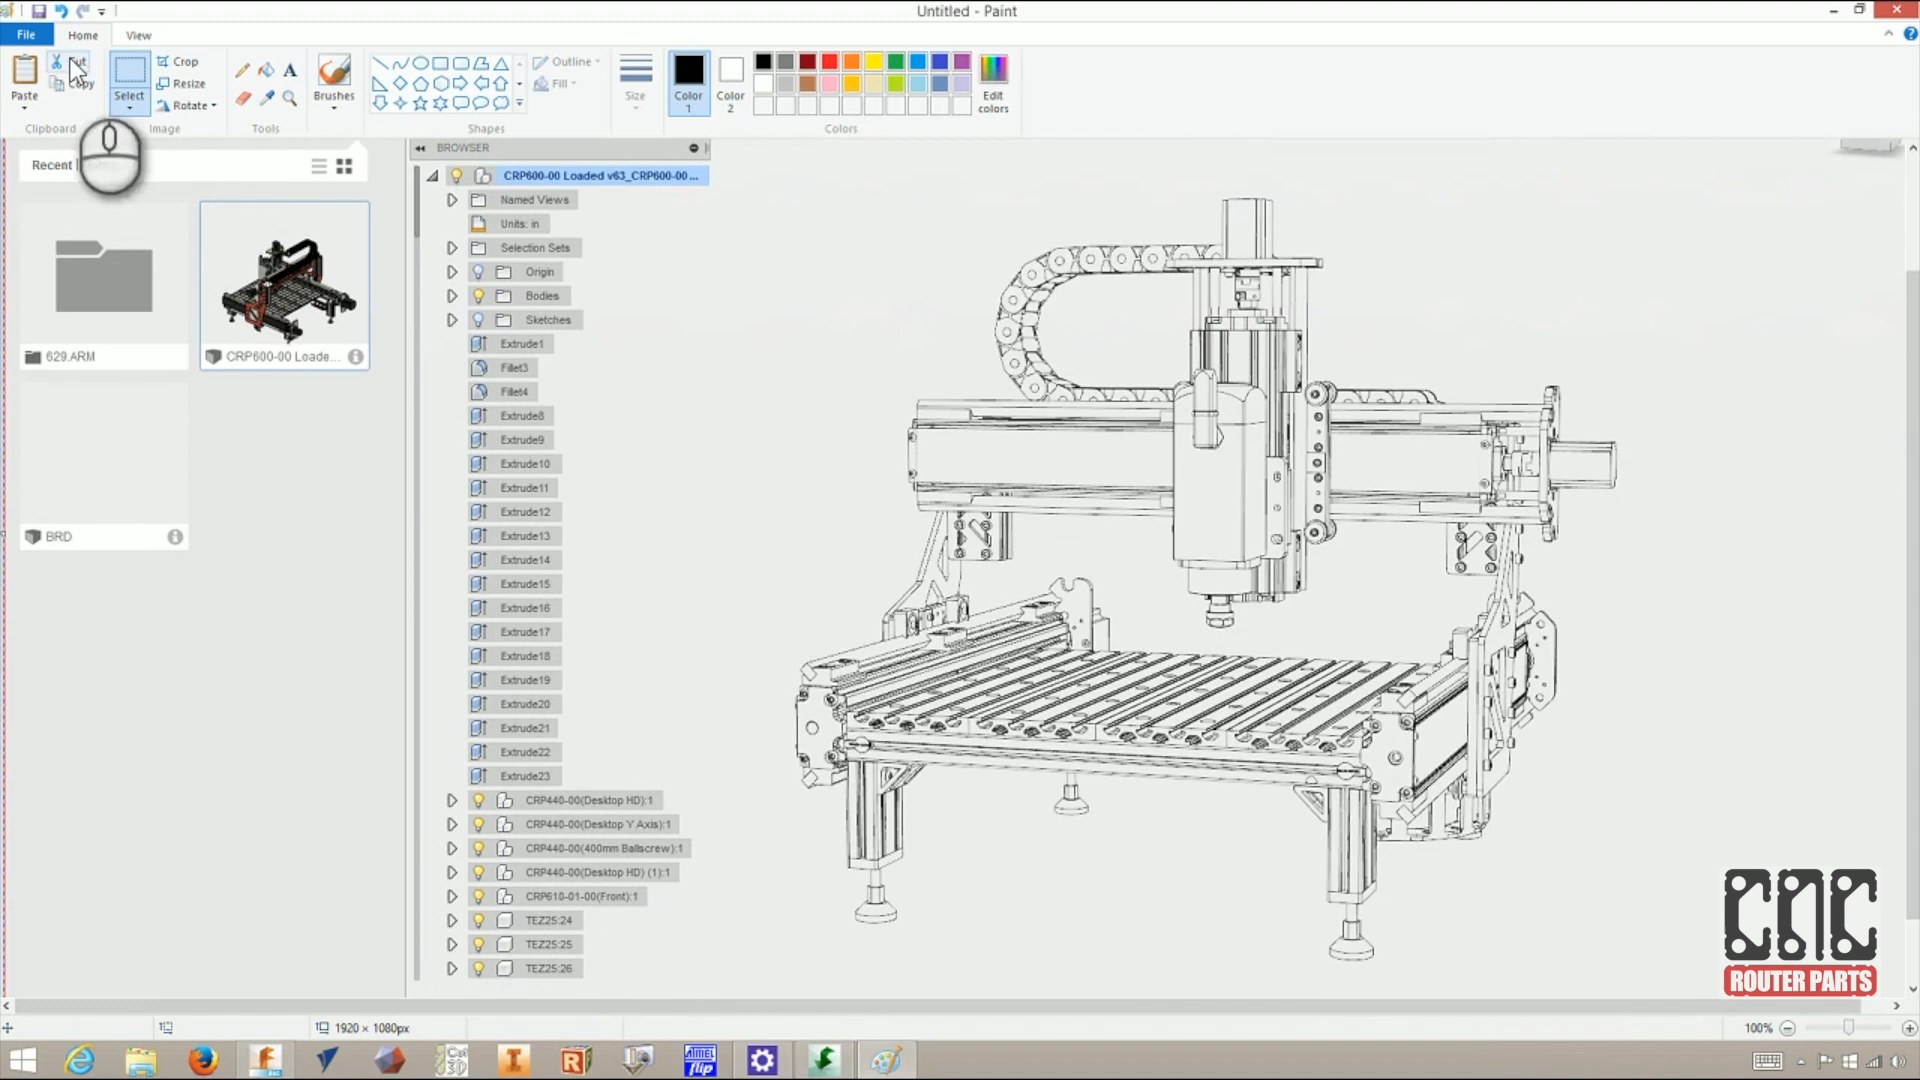 Untitled - Paint
File
Home
View
Paste
Cut
Copy
Select
Crop
Resize
Rotate
Brushes
Outline
Fill
Size
Color
1
Color
2
Edit
colors
Clipboard
Image
Tools
Shapes
Colors
Recent
629.ARM
CRP600-00 Loade...
BRD
BROWSER
CRP600-00 Loaded v63_CRP600-00 ...
Named Views
Units: in
Selection Sets
Origin
Bodies
Sketches
Extrude1
Fillet3
Fillet4
Extrude8
Extrude9
Extrude10
Extrude11
Extrude12
Extrude13
Extrude14
Extrude15
Extrude16
Extrude17
Extrude18
Extrude19
Extrude20
Extrude21
Extrude22
Extrude23
CRP440-00(Desktop HD):1
CRP440-00(Desktop Y Axis):1
CRP440-00(400mm Ballscrew):1
CRP440-00(Desktop HD) (1):1
CRP610-01-00(Front):1
TEZ25:24
TEZ25:25
TEZ25:26
CNC
ROUTER PARTS
1920 × 1080px
100%
Cut
3D
ATMEL
flip